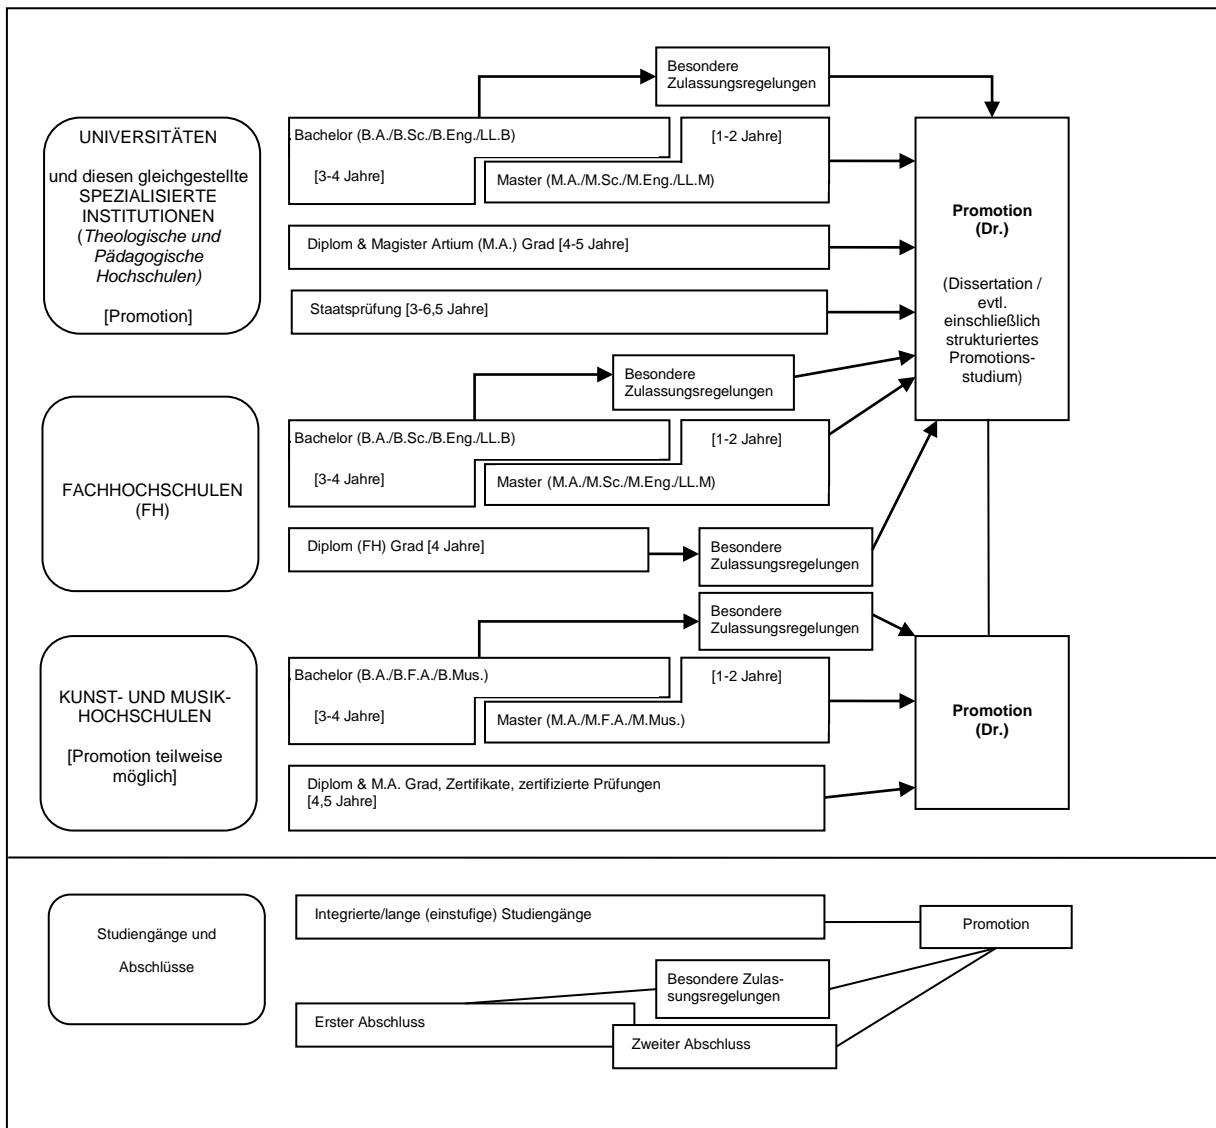 Besondere
Zulassungsregelungen
UNIVERSITÄTEN
und diesen gleichgestellte
SPEZIALISIERTE
INSTITUTIONEN
(Theologische und
Pädagogische
Hochschulen)
[Promotion]
Bachelor (B.A./B.Sc./B.Eng./LL.B)
[3-4 Jahre]
[1-2 Jahre]
Master (M.A./M.Sc./M.Eng./LL.M)
Diplom & Magister Artium (M.A.) Grad [4-5 Jahre]
Staatsprüfung [3-6,5 Jahre]
Promotion
(Dr.)
(Dissertation /
evtl.
einschließlich
strukturiertes
Promotions-
studium)
Besondere
Zulassungsregelungen
FACHHOCHSCHULEN
(FH)
Bachelor (B.A./B.Sc./B.Eng./LL.B)
[3-4 Jahre]
[1-2 Jahre]
Master (M.A./M.Sc./M.Eng./LL.M)
Diplom (FH) Grad [4 Jahre]
Besondere
Zulassungsregelungen
Besondere
Zulassungsregelungen
KUNST- UND MUSIK-
HOCHSCHULEN
[Promotion teilweise
möglich]
Bachelor (B.A./B.F.A./B.Mus.)
[3-4 Jahre]
[1-2 Jahre]
Master (M.A./M.F.A./M.Mus.)
Diplom & M.A. Grad, Zertifikate, zertifizierte Prüfungen
[4,5 Jahre]
Promotion
(Dr.)
Studiengänge und
Abschlüsse
Integrierte/lange (einstufige) Studiengänge
Promotion
Besondere Zulas-
sungsregelungen
Erster Abschluss
Zweiter Abschluss